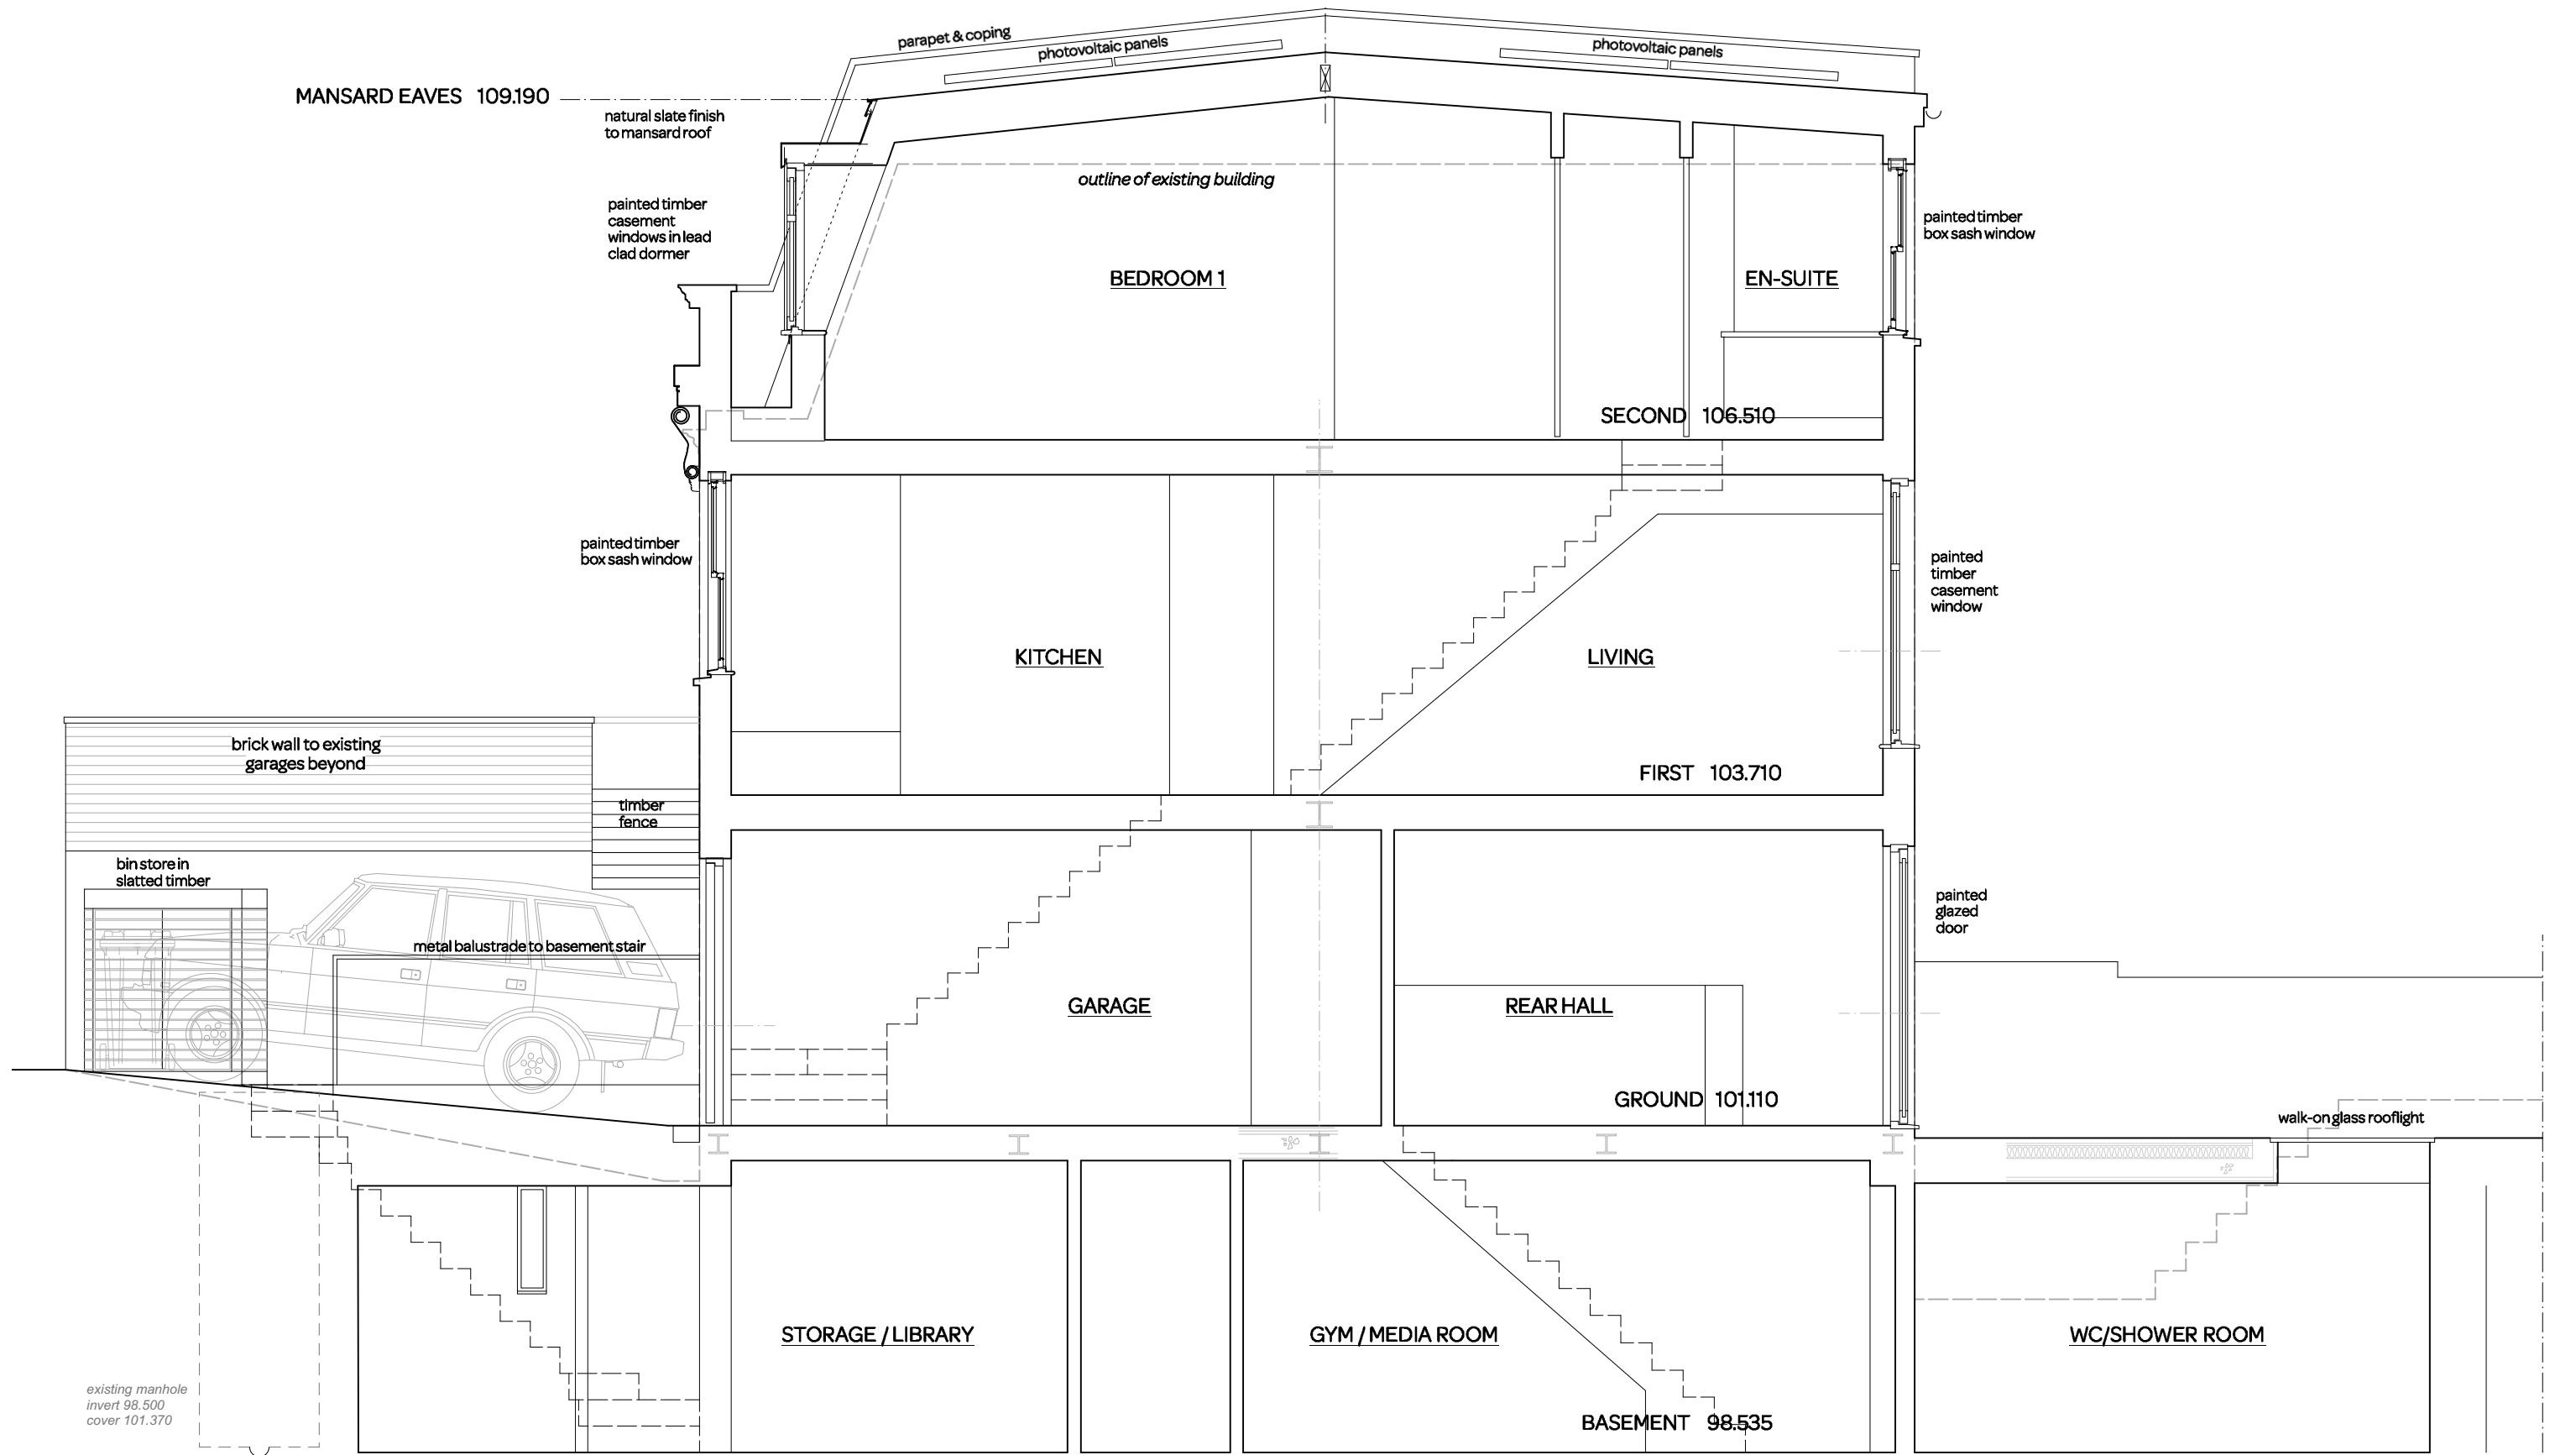 parapet & coping
photovoltaic panels
photovoltaic panels
MANSARD EAVES 109.190
natural slate finish
to mansard roof
outline of existing building
painted timber
casement
windows in lead
clad dormer
painted timber
box sash window
BEDROOM 1
EN-SUITE
SECOND 106.510
painted timber
box sash window
painted
timber
casement
window
KITCHEN
LIVING
brick wall to existing
garages beyond
FIRST 103.710
timber
fence
bin store in
slatted timber
painted
glazed
door
metal balustrade to basement stair
GARAGE
REAR HALL
GROUND 101.110
walk-on glass rooflight
STORAGE / LIBRARY
GYM / MEDIA ROOM
WC/SHOWER ROOM
existing manhole
invert 98.500
cover 101.370
BASEMENT 98.535